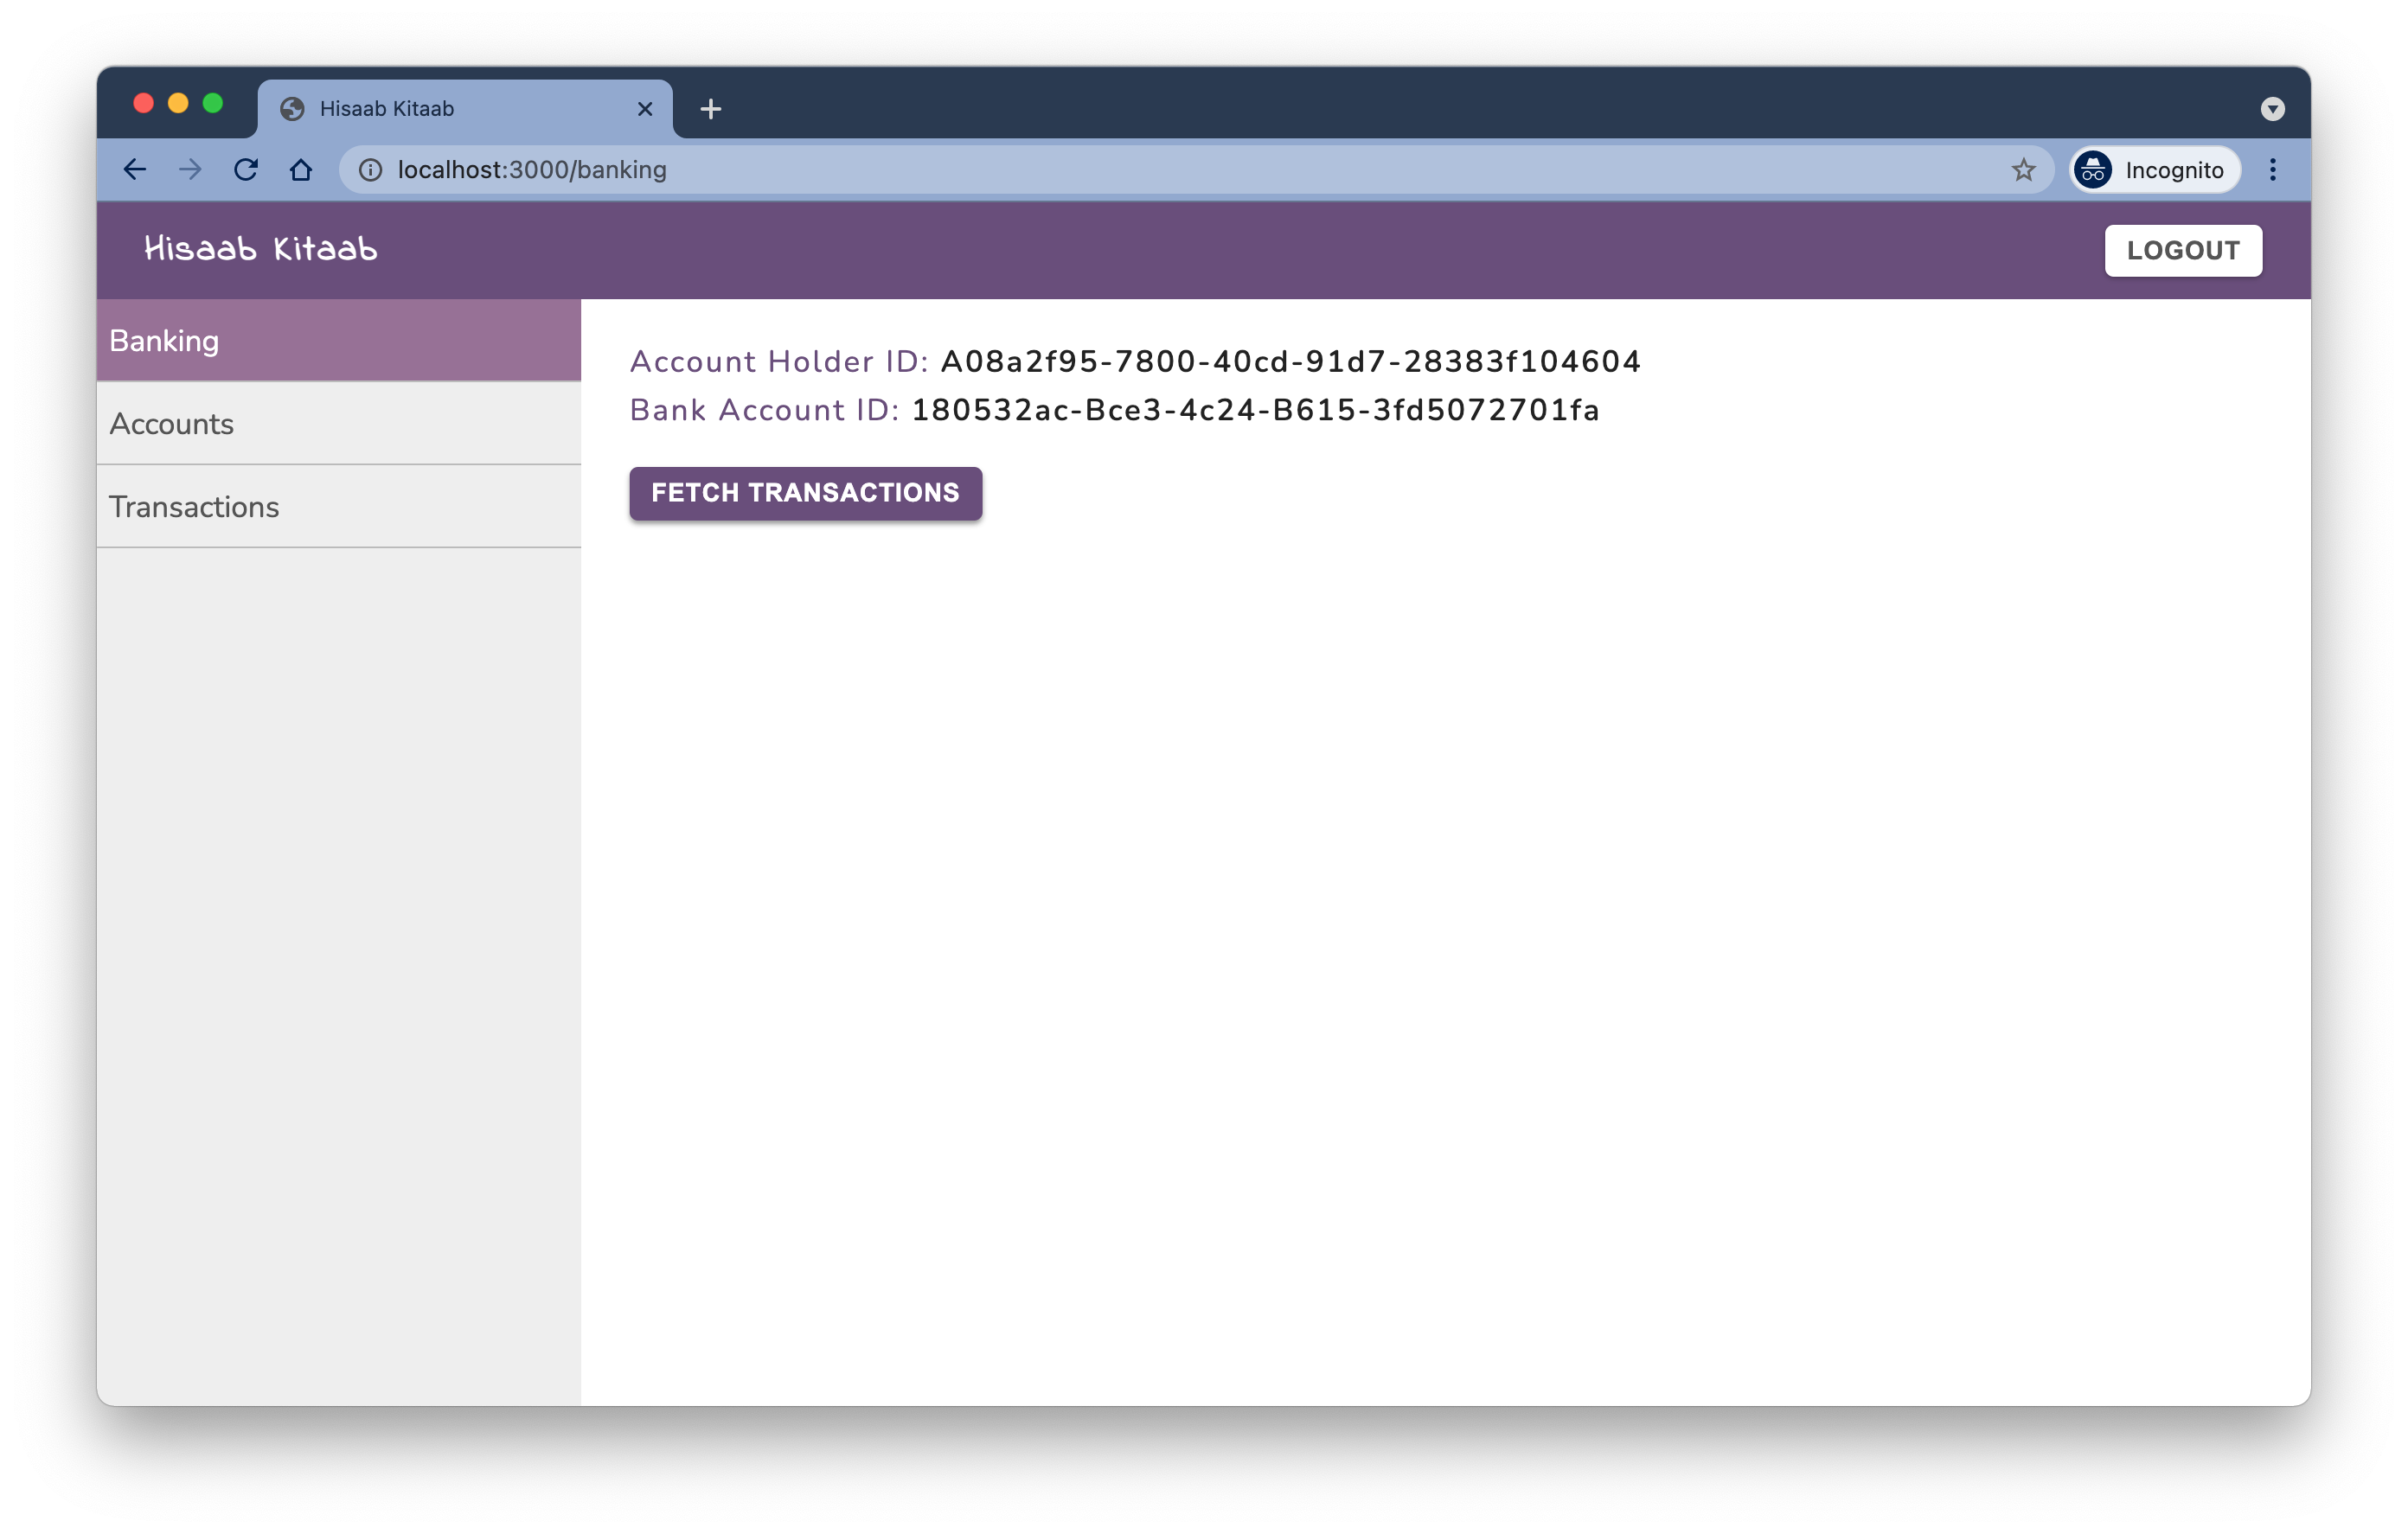 Hisaab Kitaab
localhost:3000/banking
Incognito
Hisaab Kitaab
LOGOUT
Banking
Accounts
Transactions
Account Holder ID: A08a2f95-7800-40cd-91d7-28383f104604
Bank Account ID: 180532ac-Bce3-4c24-B615-3fd5072701fa
FETCH TRANSACTIONS